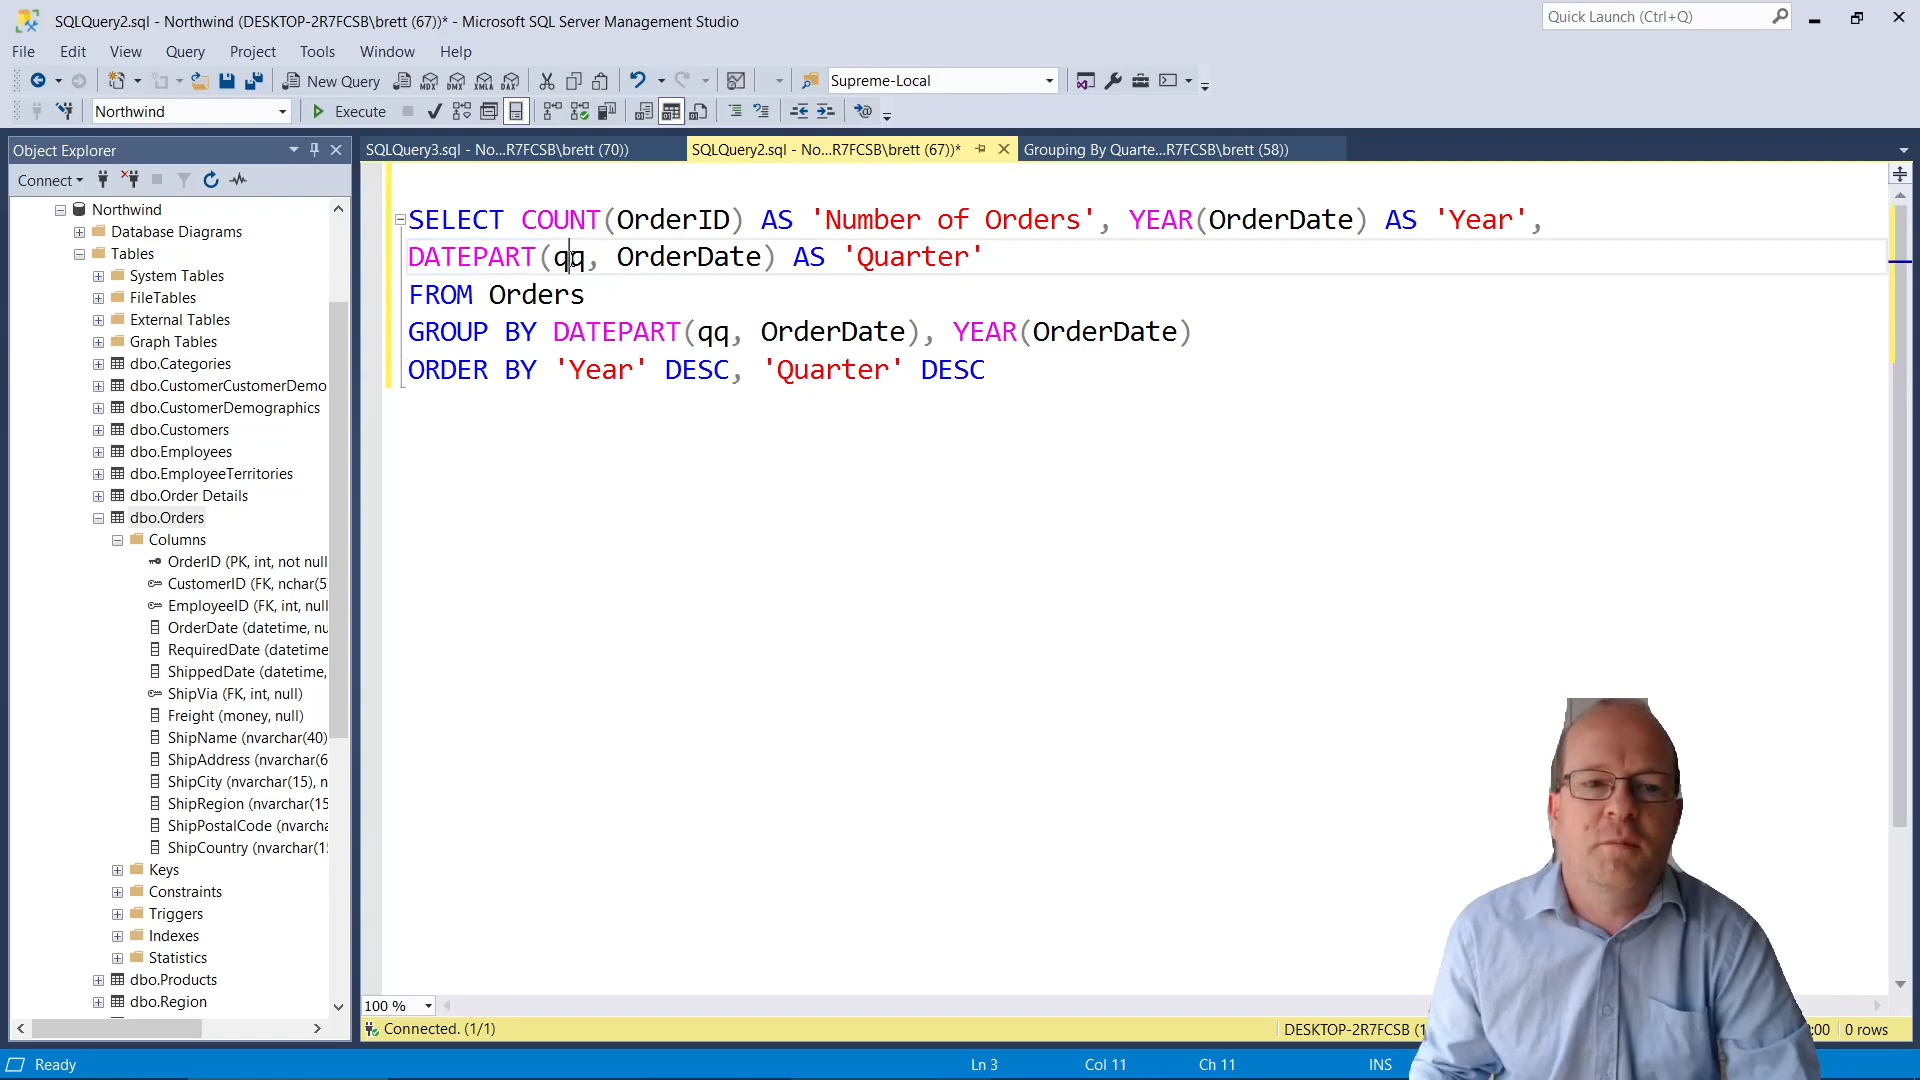 SQLQuery2.sql - Northwind (DESKTOP-2R7FCSB\brett (67))* - Microsoft SQL Server Management Studio
Quick Launch (Ctrl+Q)
File Edit View Query Project Tools Window Help
New Query MDX DMX XMLA DAX Supreme-Local
Northwind Execute
Object Explorer
SQLQuery3.sql - No...R7FCSB\brett (70))
SQLQuery2.sql - No...R7FCSB\brett (67))*
Grouping By Quarte...R7FCSB\brett (58))
Connect
Northwind
Database Diagrams
Tables
System Tables
FileTables
External Tables
Graph Tables
dbo.Categories
dbo.CustomerCustomerDemo
dbo.CustomerDemographics
dbo.Customers
dbo.Employees
dbo.EmployeeTerritories
dbo.Order Details
dbo.Orders
Columns
OrderID (PK, int, not null
CustomerID (FK, nchar(5
EmployeeID (FK, int, null
OrderDate (datetime, nu
RequiredDate (datetime
ShippedDate (datetime,
ShipVia (FK, int, null)
Freight (money, null)
ShipName (nvarchar(40)
ShipAddress (nvarchar(6
ShipCity (nvarchar(15), n
ShipRegion (nvarchar(15
ShipPostalCode (nvarcha
ShipCountry (nvarchar(1
Keys
Constraints
Triggers
Indexes
Statistics
dbo.Products
dbo.Region
SELECT COUNT(OrderID) AS 'Number of Orders', YEAR(OrderDate) AS 'Year',
DATEPART(qq, OrderDate) AS 'Quarter'
FROM Orders
GROUP BY DATEPART(qq, OrderDate), YEAR(OrderDate)
ORDER BY 'Year' DESC, 'Quarter' DESC
100 %
Connected. (1/1)
DESKTOP-2R7FCSB (1
:00
0 rows
Ready
Ln 3
Col 11
Ch 11
INS